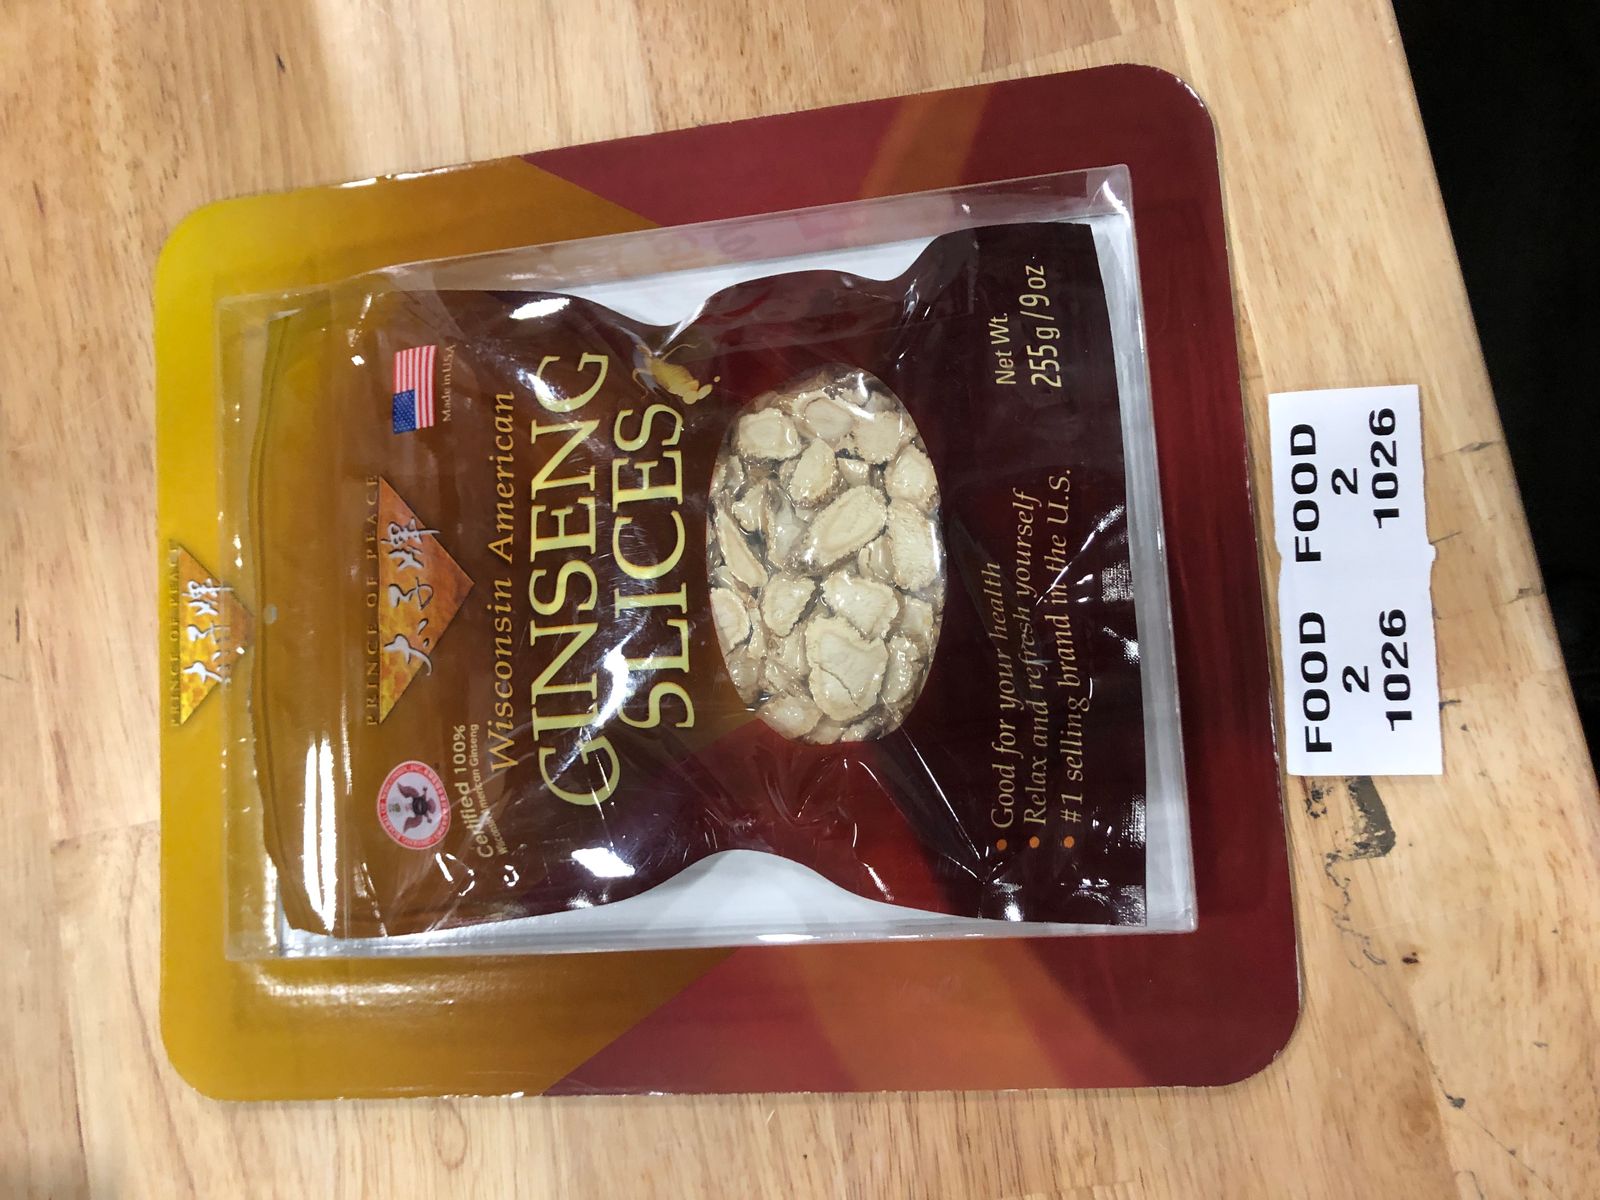 PRINCE OF PEACE
太子牌
PRINCE OF PEACE
太子牌
Made in USA
Certified 100%
Wisconsin American Ginseng
Wisconsin American
GINSENG
SLICES
• Good for your health
• Relax and refresh yourself
• #1 selling brand in the U.S.
Net Wt.
255g/9oz
FOOD FOOD
2 2
1026 1026